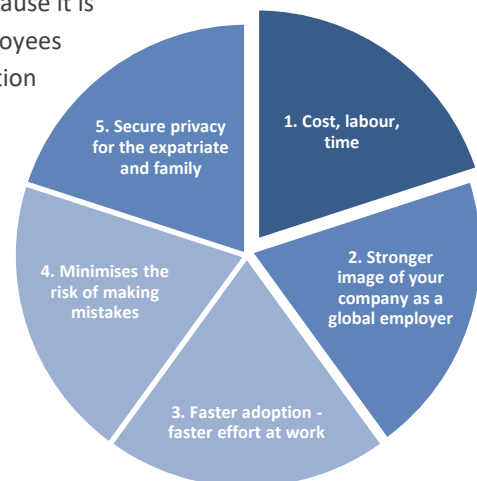 ause it is
oyees
tion
1. Cost, labour,
time
2. Stronger
image of your
company as a
global employer
3. Faster adoption -
faster effort at work
4. Minimises the
risk of making
mistakes
5. Secure privacy
for the expatriate
and family